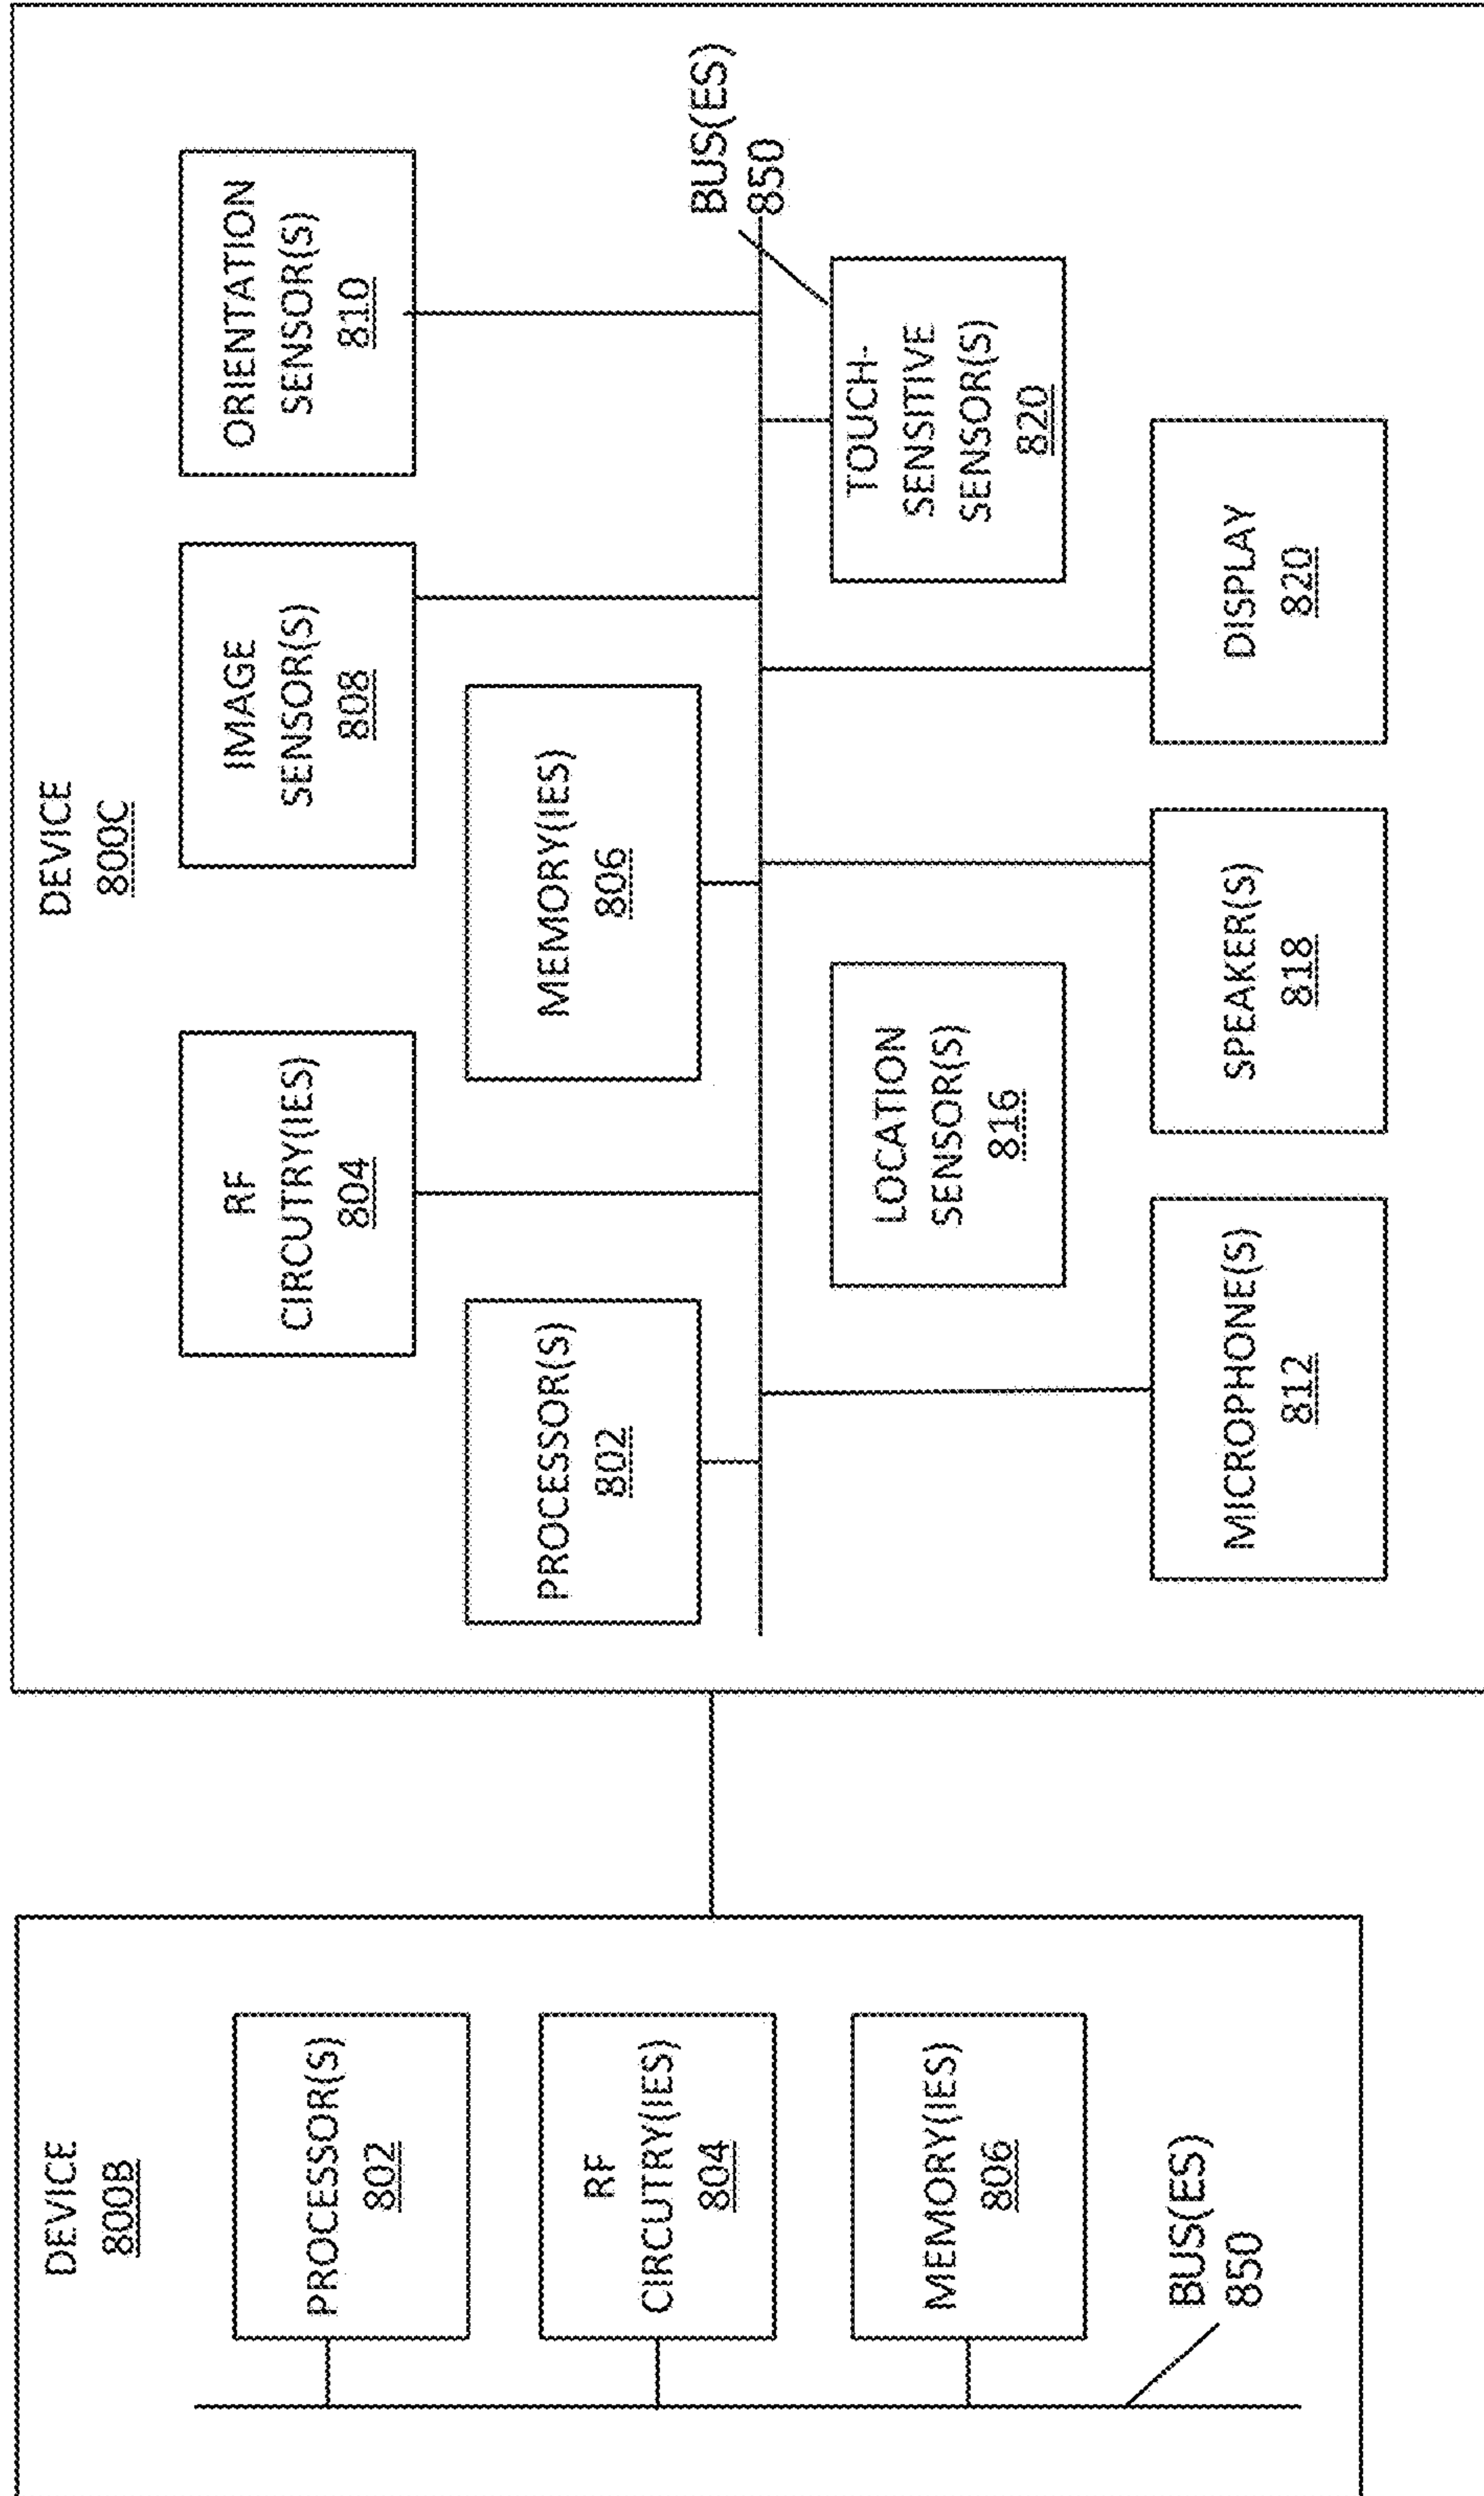 DEVICE
800B
PROCESSOR(S)
802
RF
CIRCUTRY(IES)
804
MEMORY(IES)
806
BUS(ES)
850
DEVICE
800C
RF
CIRCUTRY(IES)
804
IMAGE
SENSOR(S)
808
ORIENTATION
SENSOR(S)
810
PROCESSOR(S)
802
MEMORY(IES)
806
BUS(ES)
850
LOCATION
SENSOR(S)
816
TOUCH-
SENSITIVE
SENSOR(S)
820
MICROPHONE(S)
812
SPEAKER(S)
818
DISPLAY
820